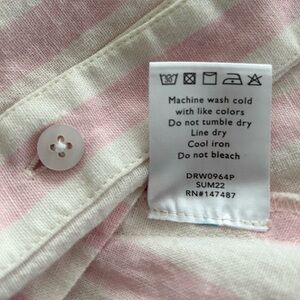 Machine wash cold
with like colors
Do not tumble dry
Line dry
Cool iron
Do not bleach
DRW0964P
SUM22
RN#147487